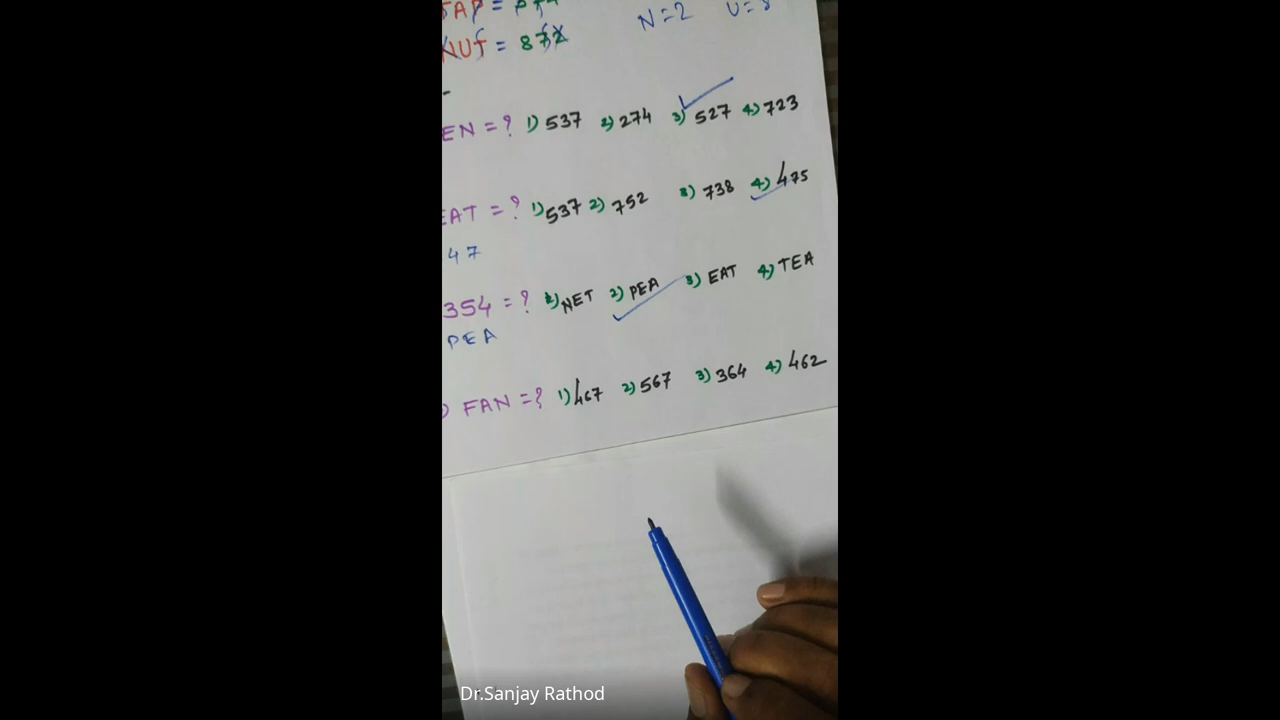 N=2
NUT = 872
EN = ? 1) 537 2) 274 3) 527 4) 723
EAT = ? 1) 537 2) 752 3) 738 4) 475
47
354 = ? 1) NET 2) PEA 3) EAT 4) TEA
PEA
) FAN = ? 1) 467 2) 567 3) 364 4) 462
Dr.Sanjay Rathod